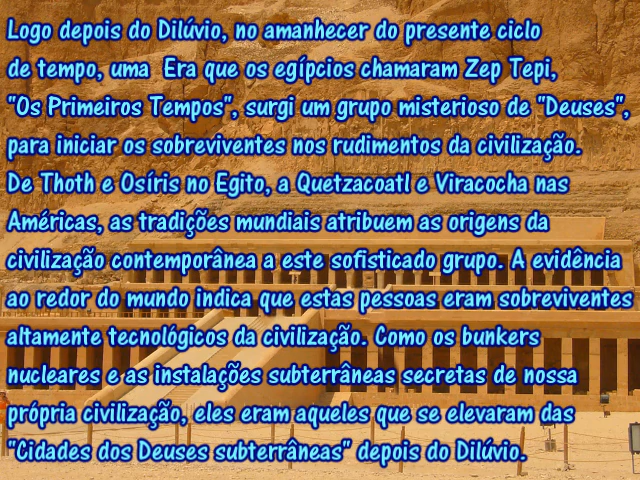 Logo depois do Dilúvio, no amanhecer do presente ciclo
de tempo, uma Era que os egípcios chamaram Zep Tepi,
"Os Primeiros Tempos", surgi um grupo misterioso de "Deuses",
para iniciar os sobreviventes nos rudimentos da civilização.
De Thoth e Osíris no Egito, a Quetzacoatl e Viracocha nas
Américas, as tradições mundiais atribuem as origens da
civilização contemporânea a este sofisticado grupo. A evidência
ao redor do mundo indica que estas pessoas eram sobreviventes
altamente tecnológicos da civilização. Como os bunkers
nucleares e as instalações subterrâneas secretas de nossa
própria civilização, eles eram aqueles que se elevaram das
"Cidades dos Deuses subterrâneas" depois do Dilúvio.